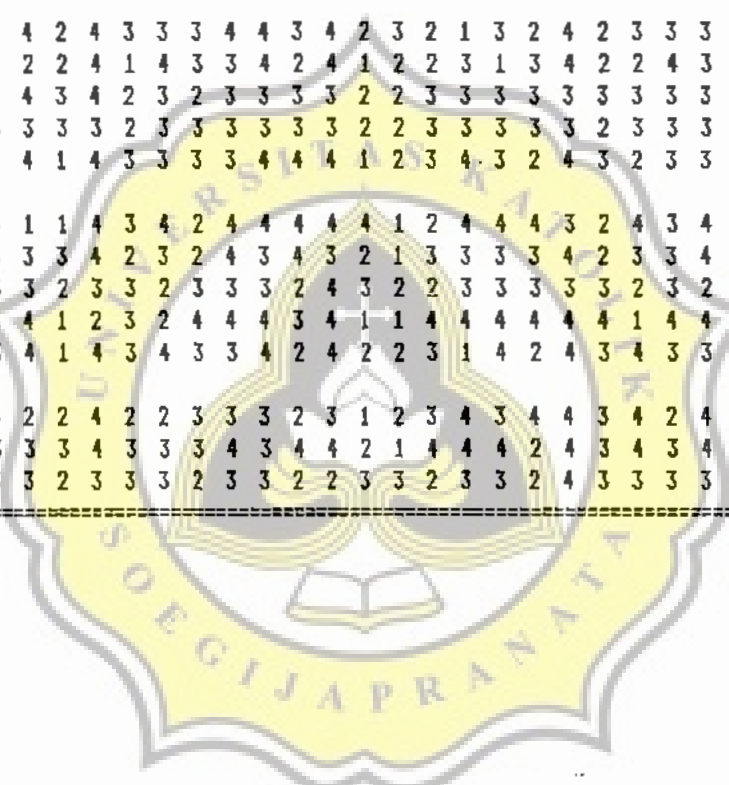 4 2 4 3 3 3 4 4 3 4 2 3 2 1 3 2 4 2 3 3 3
2 2 4 1 4 3 3 4 2 4 1 2 2 3 1 3 4 2 2 4 3
4 3 4 2 3 2 3 3 3 3 2 2 3 3 3 3 3 3 3 3 3
3 3 3 2 3 3 3 3 3 3 2 2 3 3 3 3 3 2 3 3 3
4 1 4 3 3 3 3 4 4 4 1 2 3 4 3 2 4 3 2 3 3
1 1 4 3 4 2 4 4 4 4 4 1 2 4 4 4 3 2 4 3 4
3 3 4 2 3 2 4 3 4 3 2 1 3 3 3 3 4 2 3 3 4
3 2 3 3 2 3 3 3 2 4 3 2 2 3 3 3 3 3 2 3 2
4 1 2 3 2 4 4 4 3 4 1 1 4 4 4 4 4 4 1 4 4
4 1 4 3 4 3 3 4 2 4 2 2 3 1 4 2 4 3 4 3 3
2 2 4 2 2 3 3 3 2 3 1 2 3 4 3 4 4 3 4 2 4
3 3 4 3 3 3 4 3 4 4 2 1 4 4 4 2 4 3 4 3 4
3 2 3 3 3 2 3 3 2 2 3 3 2 3 3 2 4 3 3 3 3
UNIVERSITAS KATOLIK
SOEGIJAPRANATA